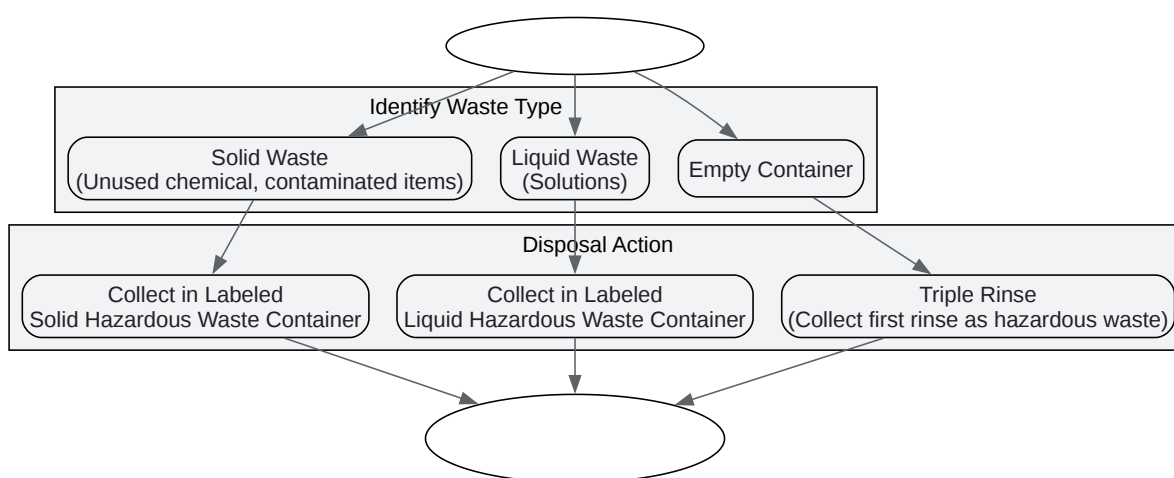 Identify Waste Type
Solid Waste
(Unused chemical, contaminated items)
Liquid Waste
(Solutions)
Empty Container
Disposal Action
Collect in Labeled
Solid Hazardous Waste Container
Collect in Labeled
Liquid Hazardous Waste Container
Triple Rinse
(Collect first rinse as hazardous waste)